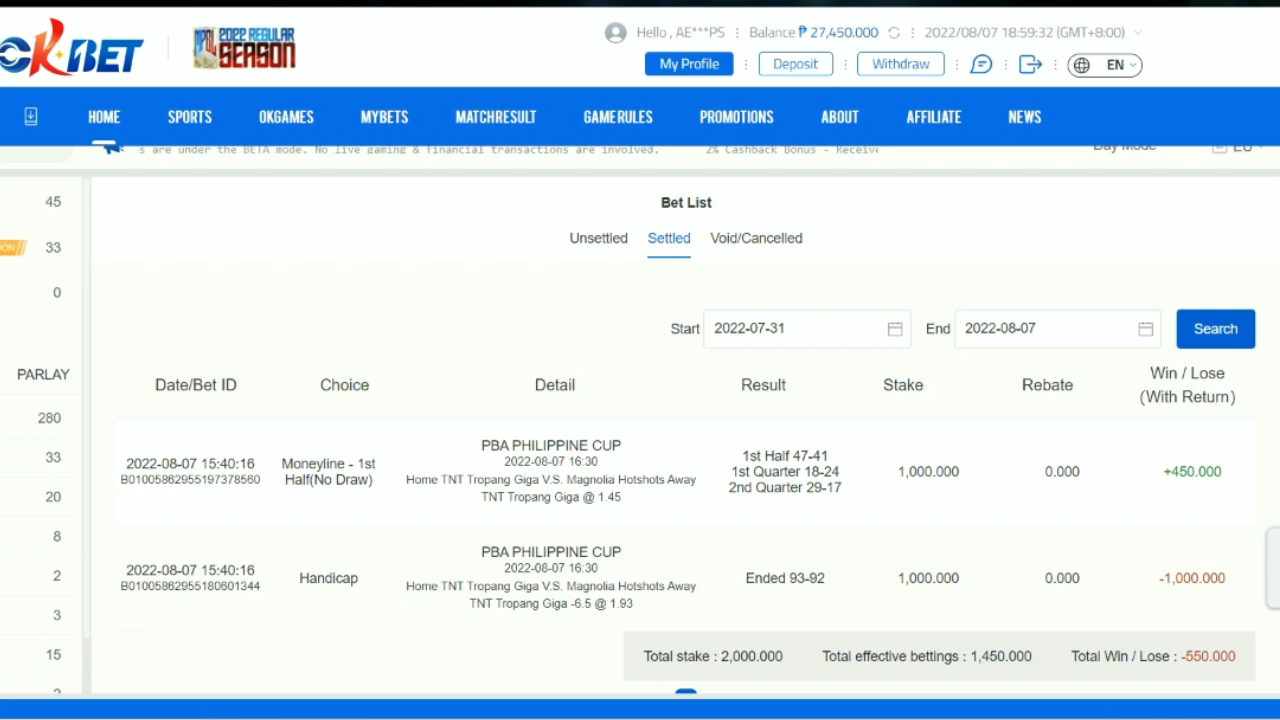 OKBET
2022 REGULAR
SEASON
Hello , AE***PS : Balance ₱ 27,450.000 : 2022/08/07 18:59:32 (GMT+8:00)
My Profile : Deposit : Withdraw : : : EN
HOME SPORTS OKGAMES MYBETS MATCHRESULT GAMERULES PROMOTIONS ABOUT AFFILIATE NEWS
s are under the BETA mode. No live gaming & financial transactions are involved. 2% Cashback Bonus - Receive Day Mode EU
45
33
0
PARLAY
280
33
20
8
2
3
15
Bet List
Unsettled Settled Void/Cancelled
Start 2022-07-31 End 2022-08-07 Search
Date/Bet ID Choice Detail Result Stake Rebate Win / Lose
(With Return)
2022-08-07 15:40:16
B01005862955197378560
Moneyline - 1st
Half(No Draw)
PBA PHILIPPINE CUP
2022-08-07 16:30
Home TNT Tropang Giga V.S. Magnolia Hotshots Away
TNT Tropang Giga @ 1.45
1st Half 47-41
1st Quarter 18-24
2nd Quarter 29-17
1,000.000
0.000
+450.000
2022-08-07 15:40:16
B01005862955180601344
Handicap
PBA PHILIPPINE CUP
2022-08-07 16:30
Home TNT Tropang Giga V.S. Magnolia Hotshots Away
TNT Tropang Giga -6.5 @ 1.93
Ended 93-92
1,000.000
0.000
-1,000.000
Total stake : 2,000.000 Total effective bettings : 1,450.000 Total Win / Lose : -550.000